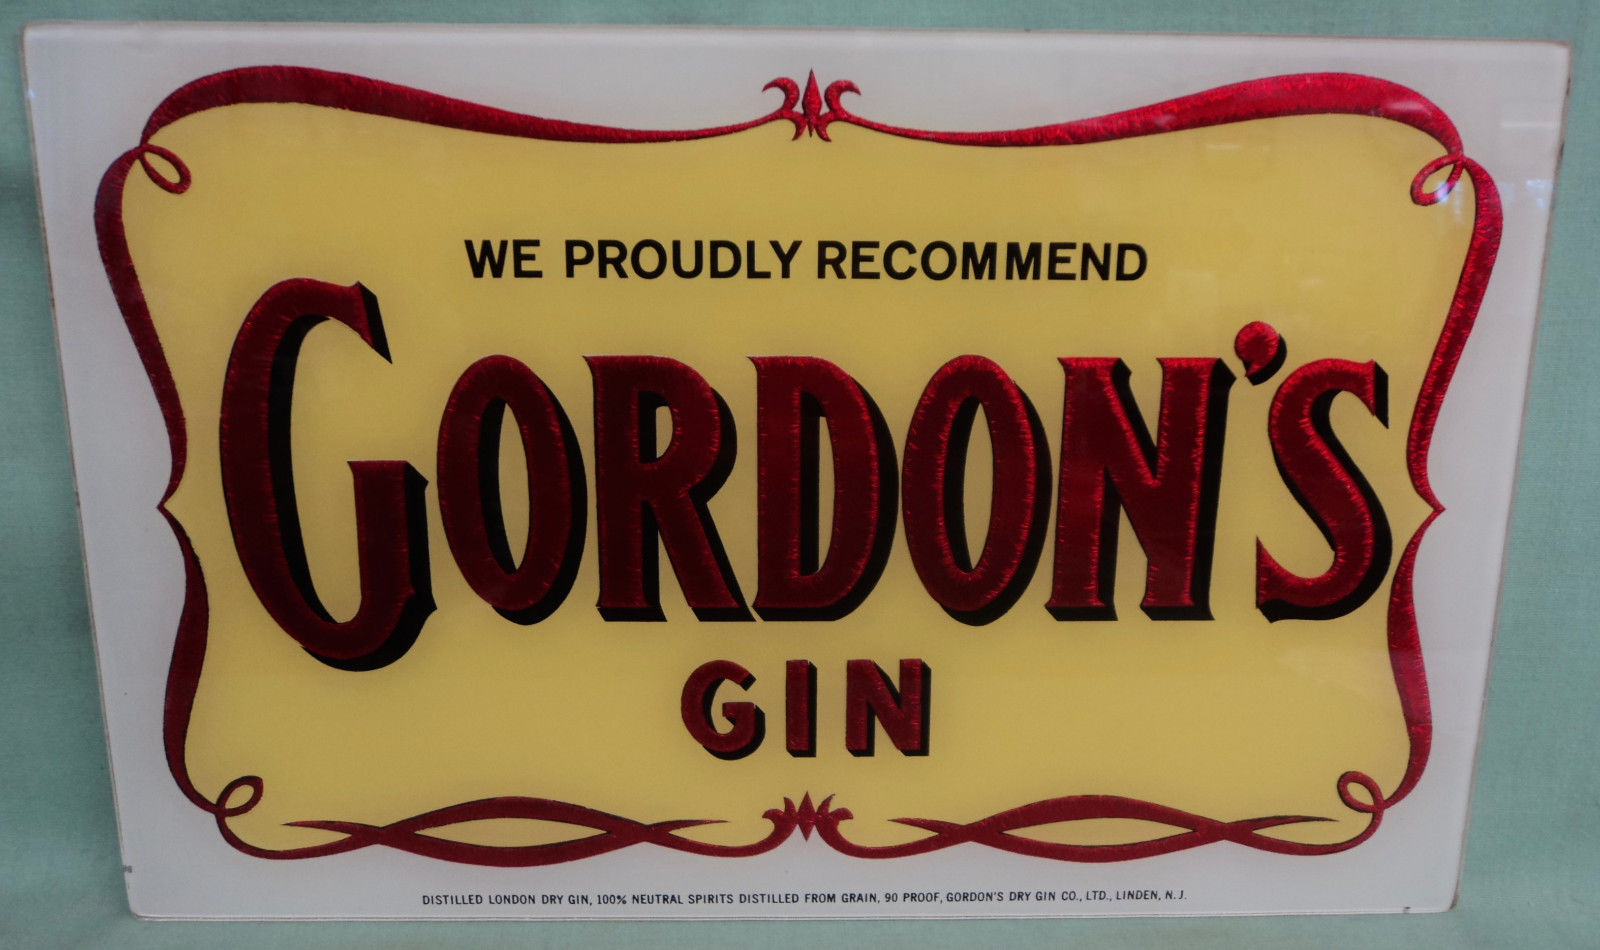 WE PROUDLY RECOMMEND
GORDON'S
GIN
DISTILLED LONDON DRY GIN, 100% NEUTRAL SPIRITS DISTILLED FROM GRAIN, 90 PROOF, GORDON'S DRY GIN CO., LTD., LINDEN, N.J.